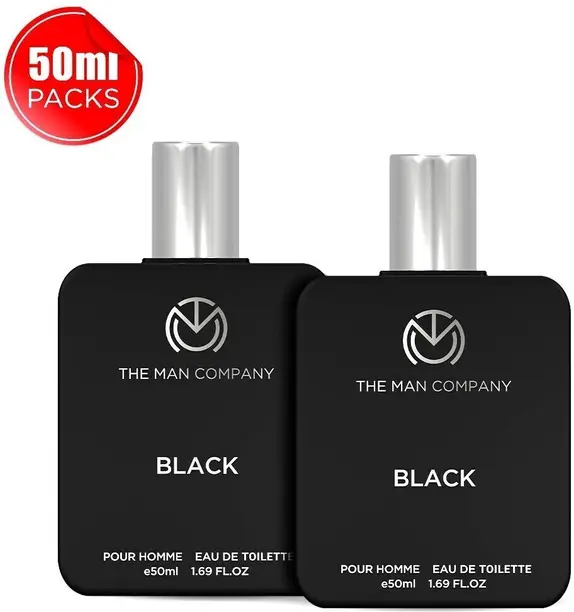 50ml
PACKS
THE MAN COMPANY
BLACK
POUR HOMME EAU DE TOILETTE
e50ml 1.69 FL.OZ
THE MAN COMPANY
BLACK
POUR HOMME EAU DE TOILETTE
e50ml 1.69 FL.OZ